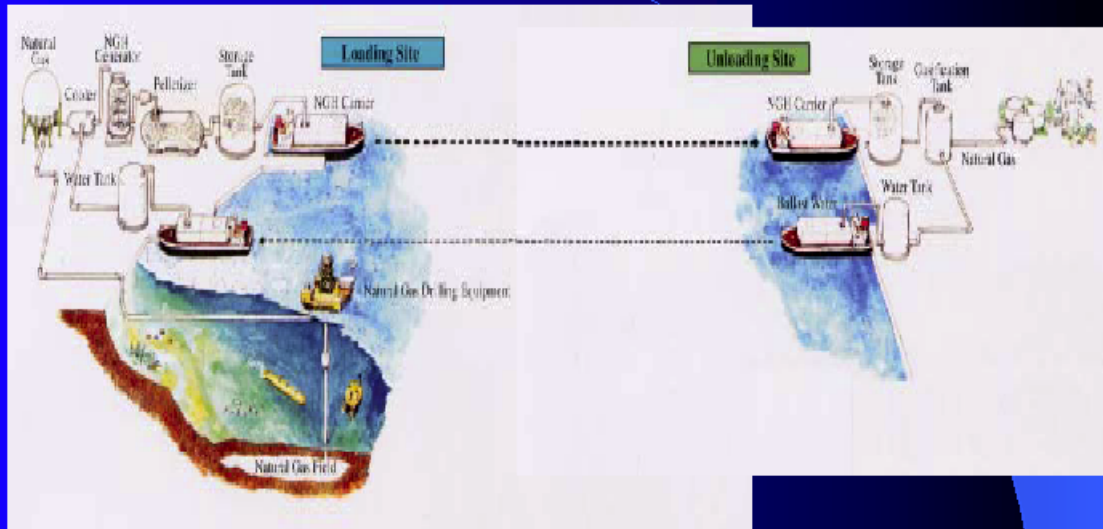 Natural
Gas
NGH
Generator
Cooler
Pelletizer
Storage
Tank
Loading Site
NGH Carrier
Water Tank
Natural Gas Drilling Equipment
Natural Gas Field
Unloading Site
NGH Carrier
Storage
Tank
Gasification
Tank
Natural Gas
Ballast Water
Water Tank